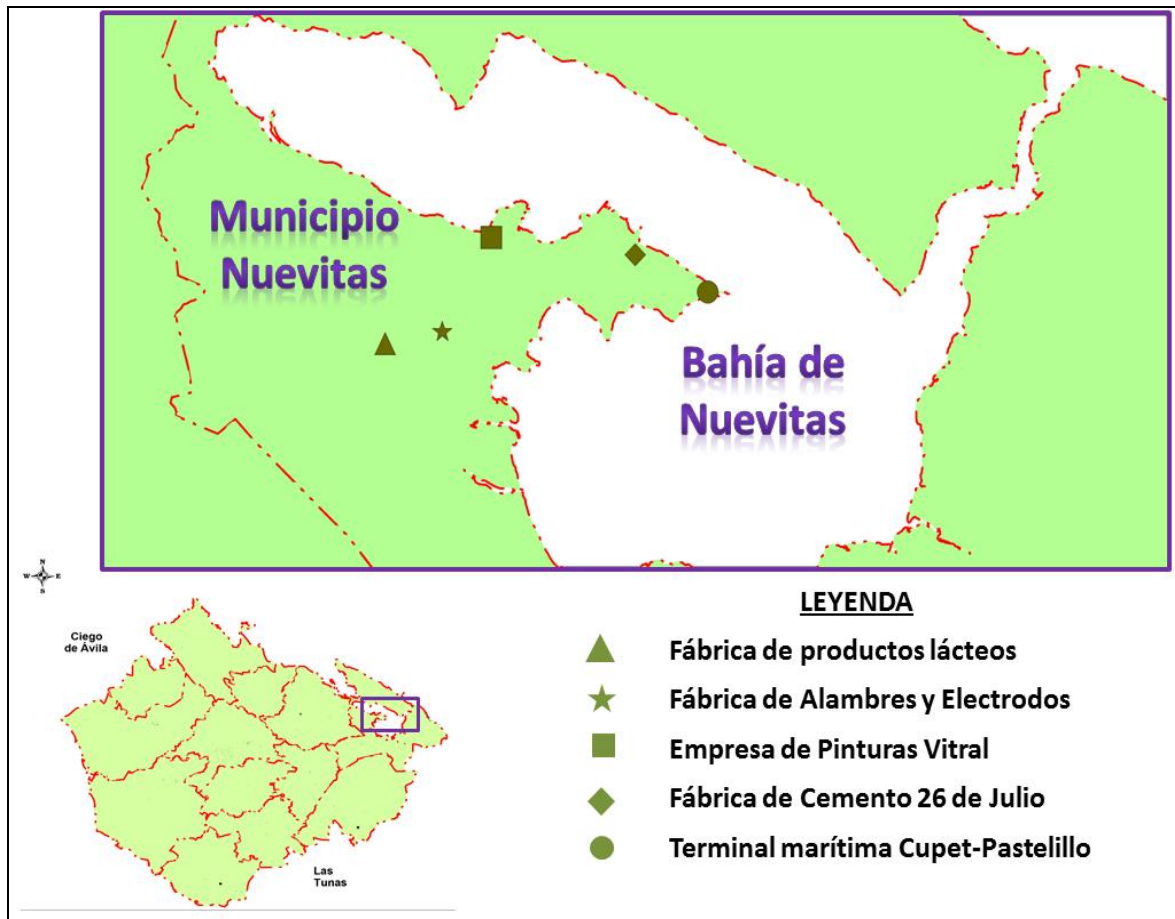 Municipio
Nuevitas
Bahía de
Nuevitas
N
W E
S
Ciego
de Ávila
Las
Tunas
LEYENDA
Fábrica de productos lácteos
Fábrica de Alambres y Electrodos
Empresa de Pinturas Vitral
Fábrica de Cemento 26 de Julio
Terminal marítima Cupet-Pastelillo